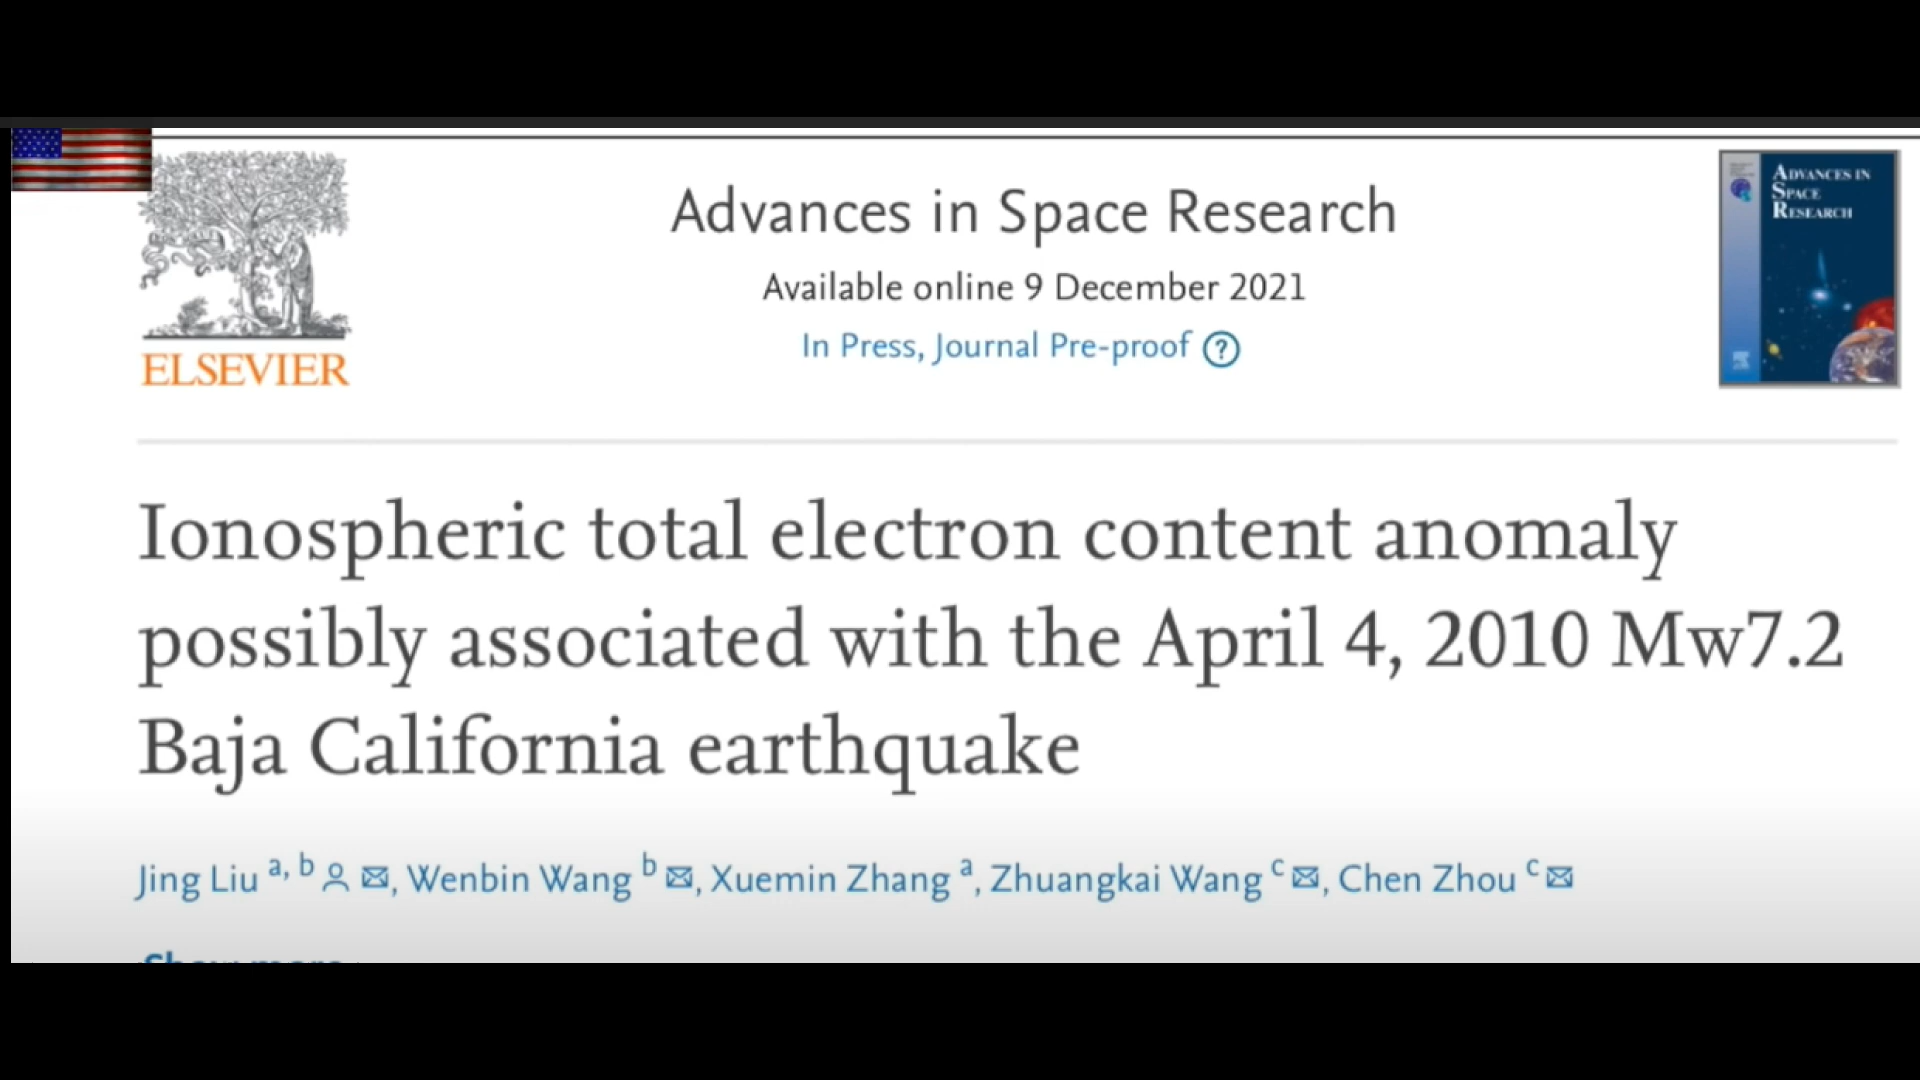 Advances in Space Research
Available online 9 December 2021
In Press, Journal Pre-proof ?
ELSEVIER
ADVANCES IN
SPACE
RESEARCH
Ionospheric total electron content anomaly
possibly associated with the April 4, 2010 Mw7.2
Baja California earthquake
Jing Liu a, b, Wenbin Wang b, Xuemin Zhang a, Zhuangkai Wang c, Chen Zhou c